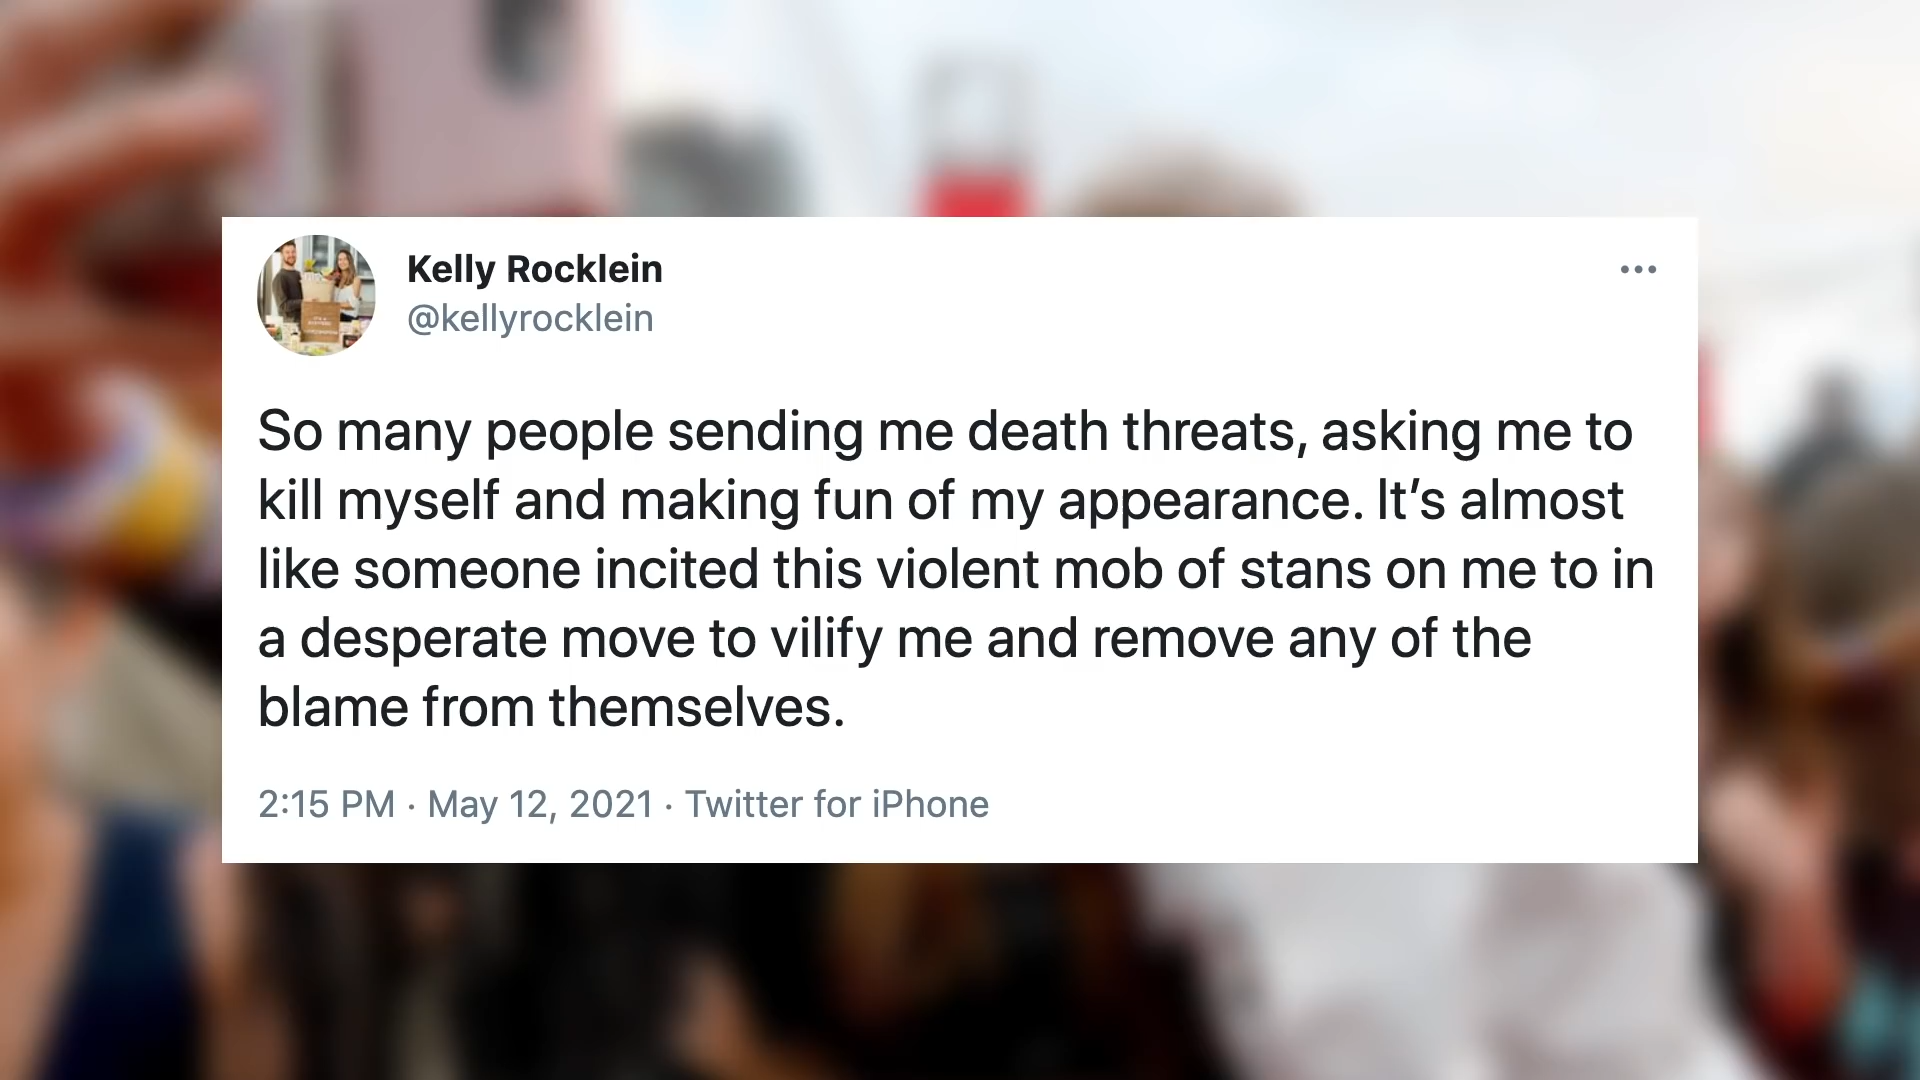 Kelly Rocklein
@kellyrocklein
So many people sending me death threats, asking me to
kill myself and making fun of my appearance. It’s almost
like someone incited this violent mob of stans on me to in
a desperate move to vilify me and remove any of the
blame from themselves.
2:15 PM · May 12, 2021 · Twitter for iPhone